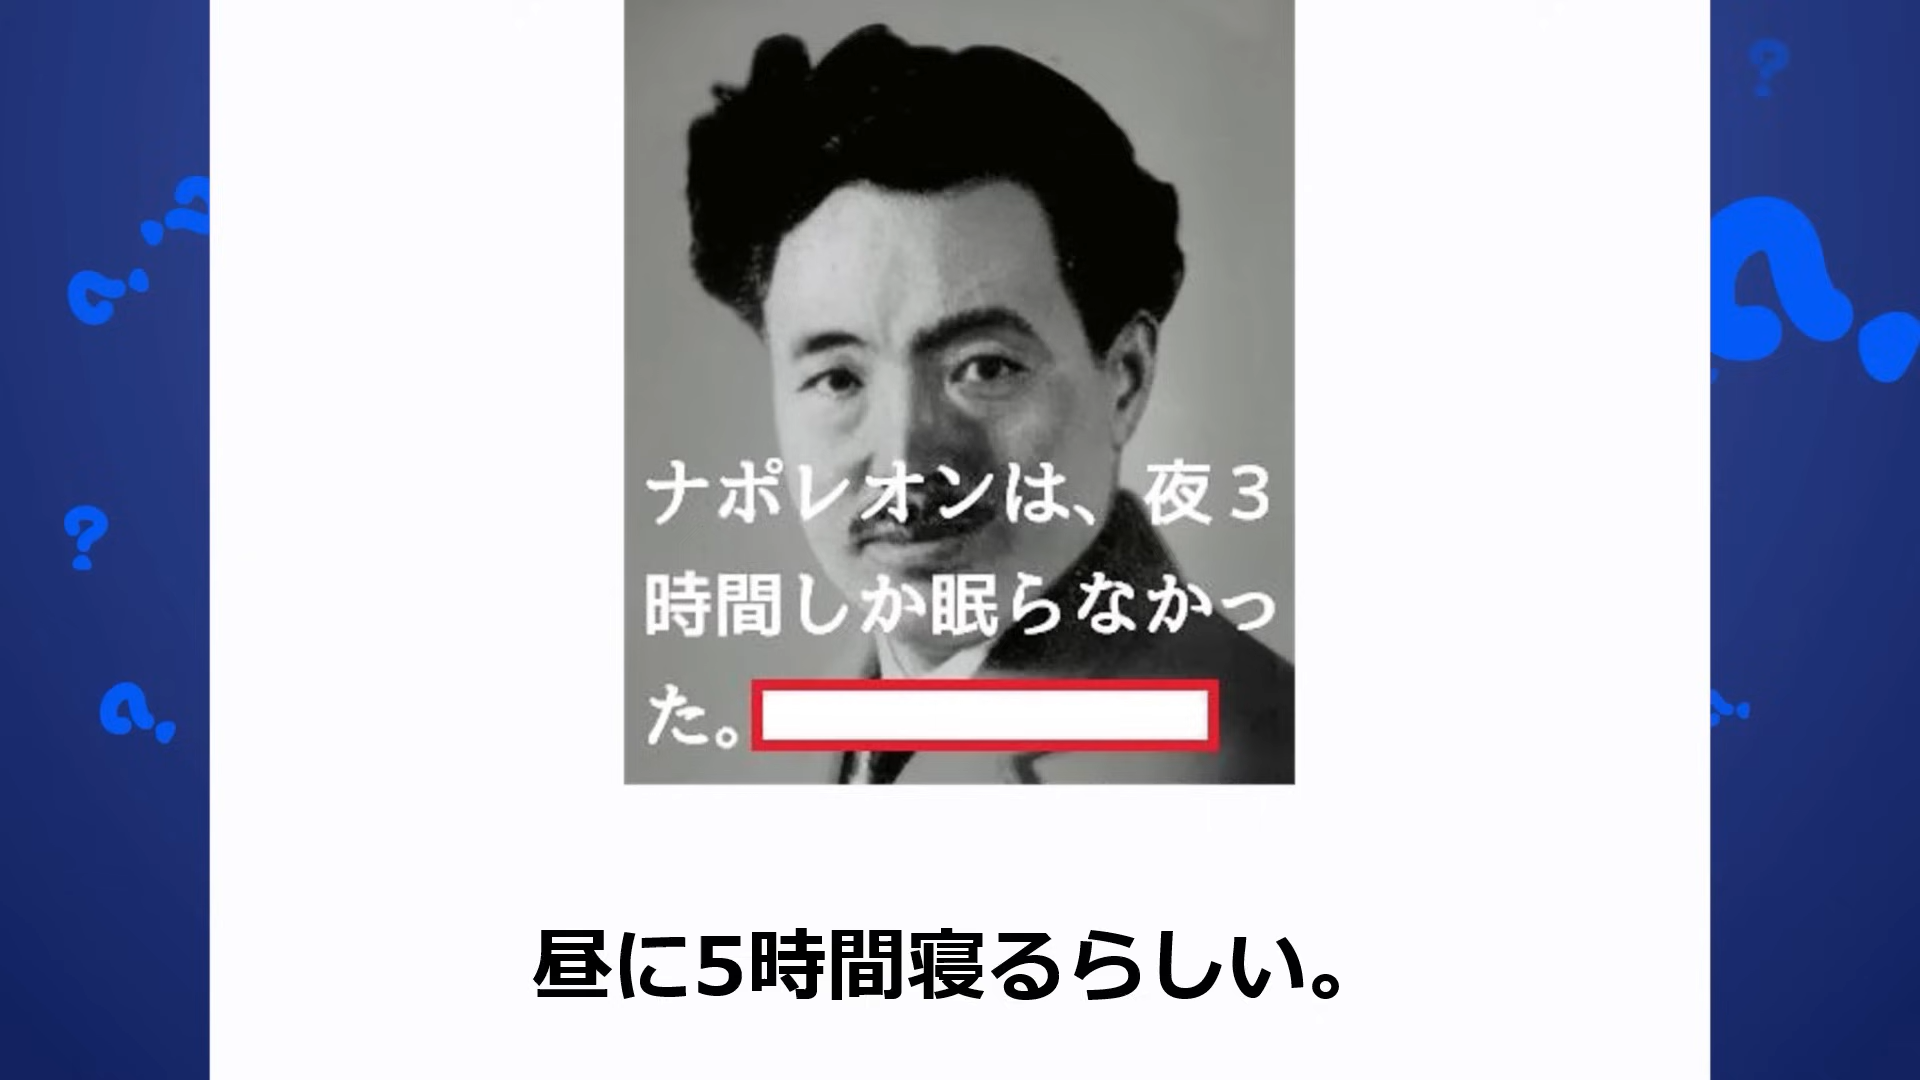 ナポレオンは、夜３
時間しか眠らなかっ
た。
昼に5時間寝るらしい。